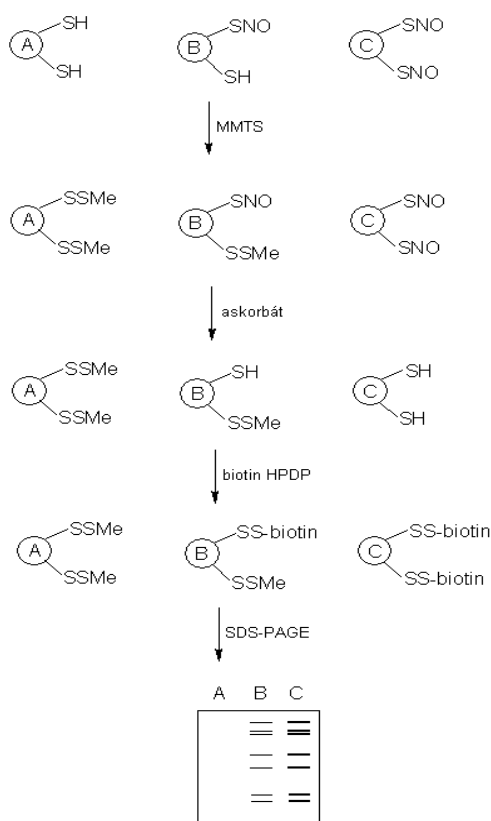 SH SNO SNO
A B C
SH SH SNO
MMTS
SSMe SNO SNO
A B C
SSMe SSMe SNO
askorbát
SSMe SH SH
A B C
SSMe SSMe SH
biotin HPDP
SSMe SS-biotin SS-biotin
A B C
SSMe SSMe SS-biotin
SDS-PAGE
A B C